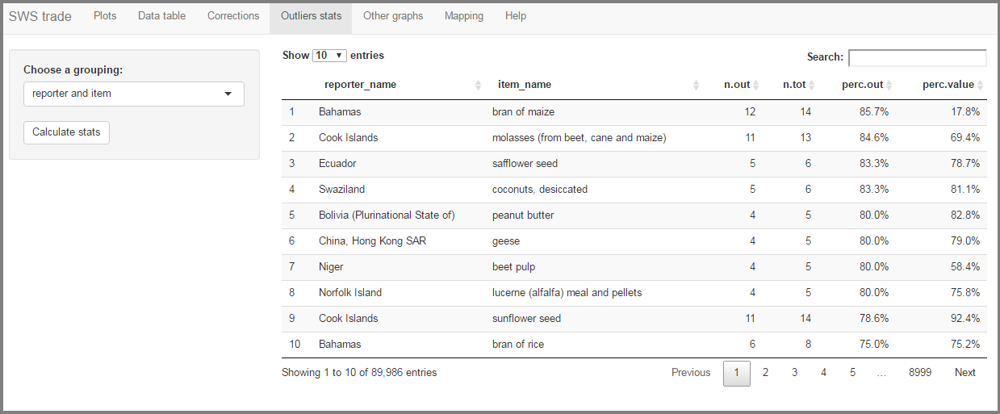 SWS trade Plots Data table Corrections Outliers stats Other graphs Mapping Help
Choose a grouping:
reporter and item
Calculate stats
Show 10 entries Search:
reporter_name item_name n.out n.tot perc.out perc.value
1 Bahamas bran of maize 12 14 85.7% 17.8%
2 Cook Islands molasses (from beet, cane and maize) 11 13 84.6% 69.4%
3 Ecuador safflower seed 5 6 83.3% 78.7%
4 Swaziland coconuts, desiccated 5 6 83.3% 81.1%
5 Bolivia (Plurinational State of) peanut butter 4 5 80.0% 82.8%
6 China, Hong Kong SAR geese 4 5 80.0% 79.0%
7 Niger beet pulp 4 5 80.0% 58.4%
8 Norfolk Island lucerne (alfalfa) meal and pellets 4 5 80.0% 75.8%
9 Cook Islands sunflower seed 11 14 78.6% 92.4%
10 Bahamas bran of rice 6 8 75.0% 75.2%
Showing 1 to 10 of 89,986 entries Previous 1 2 3 4 5 … 8999 Next